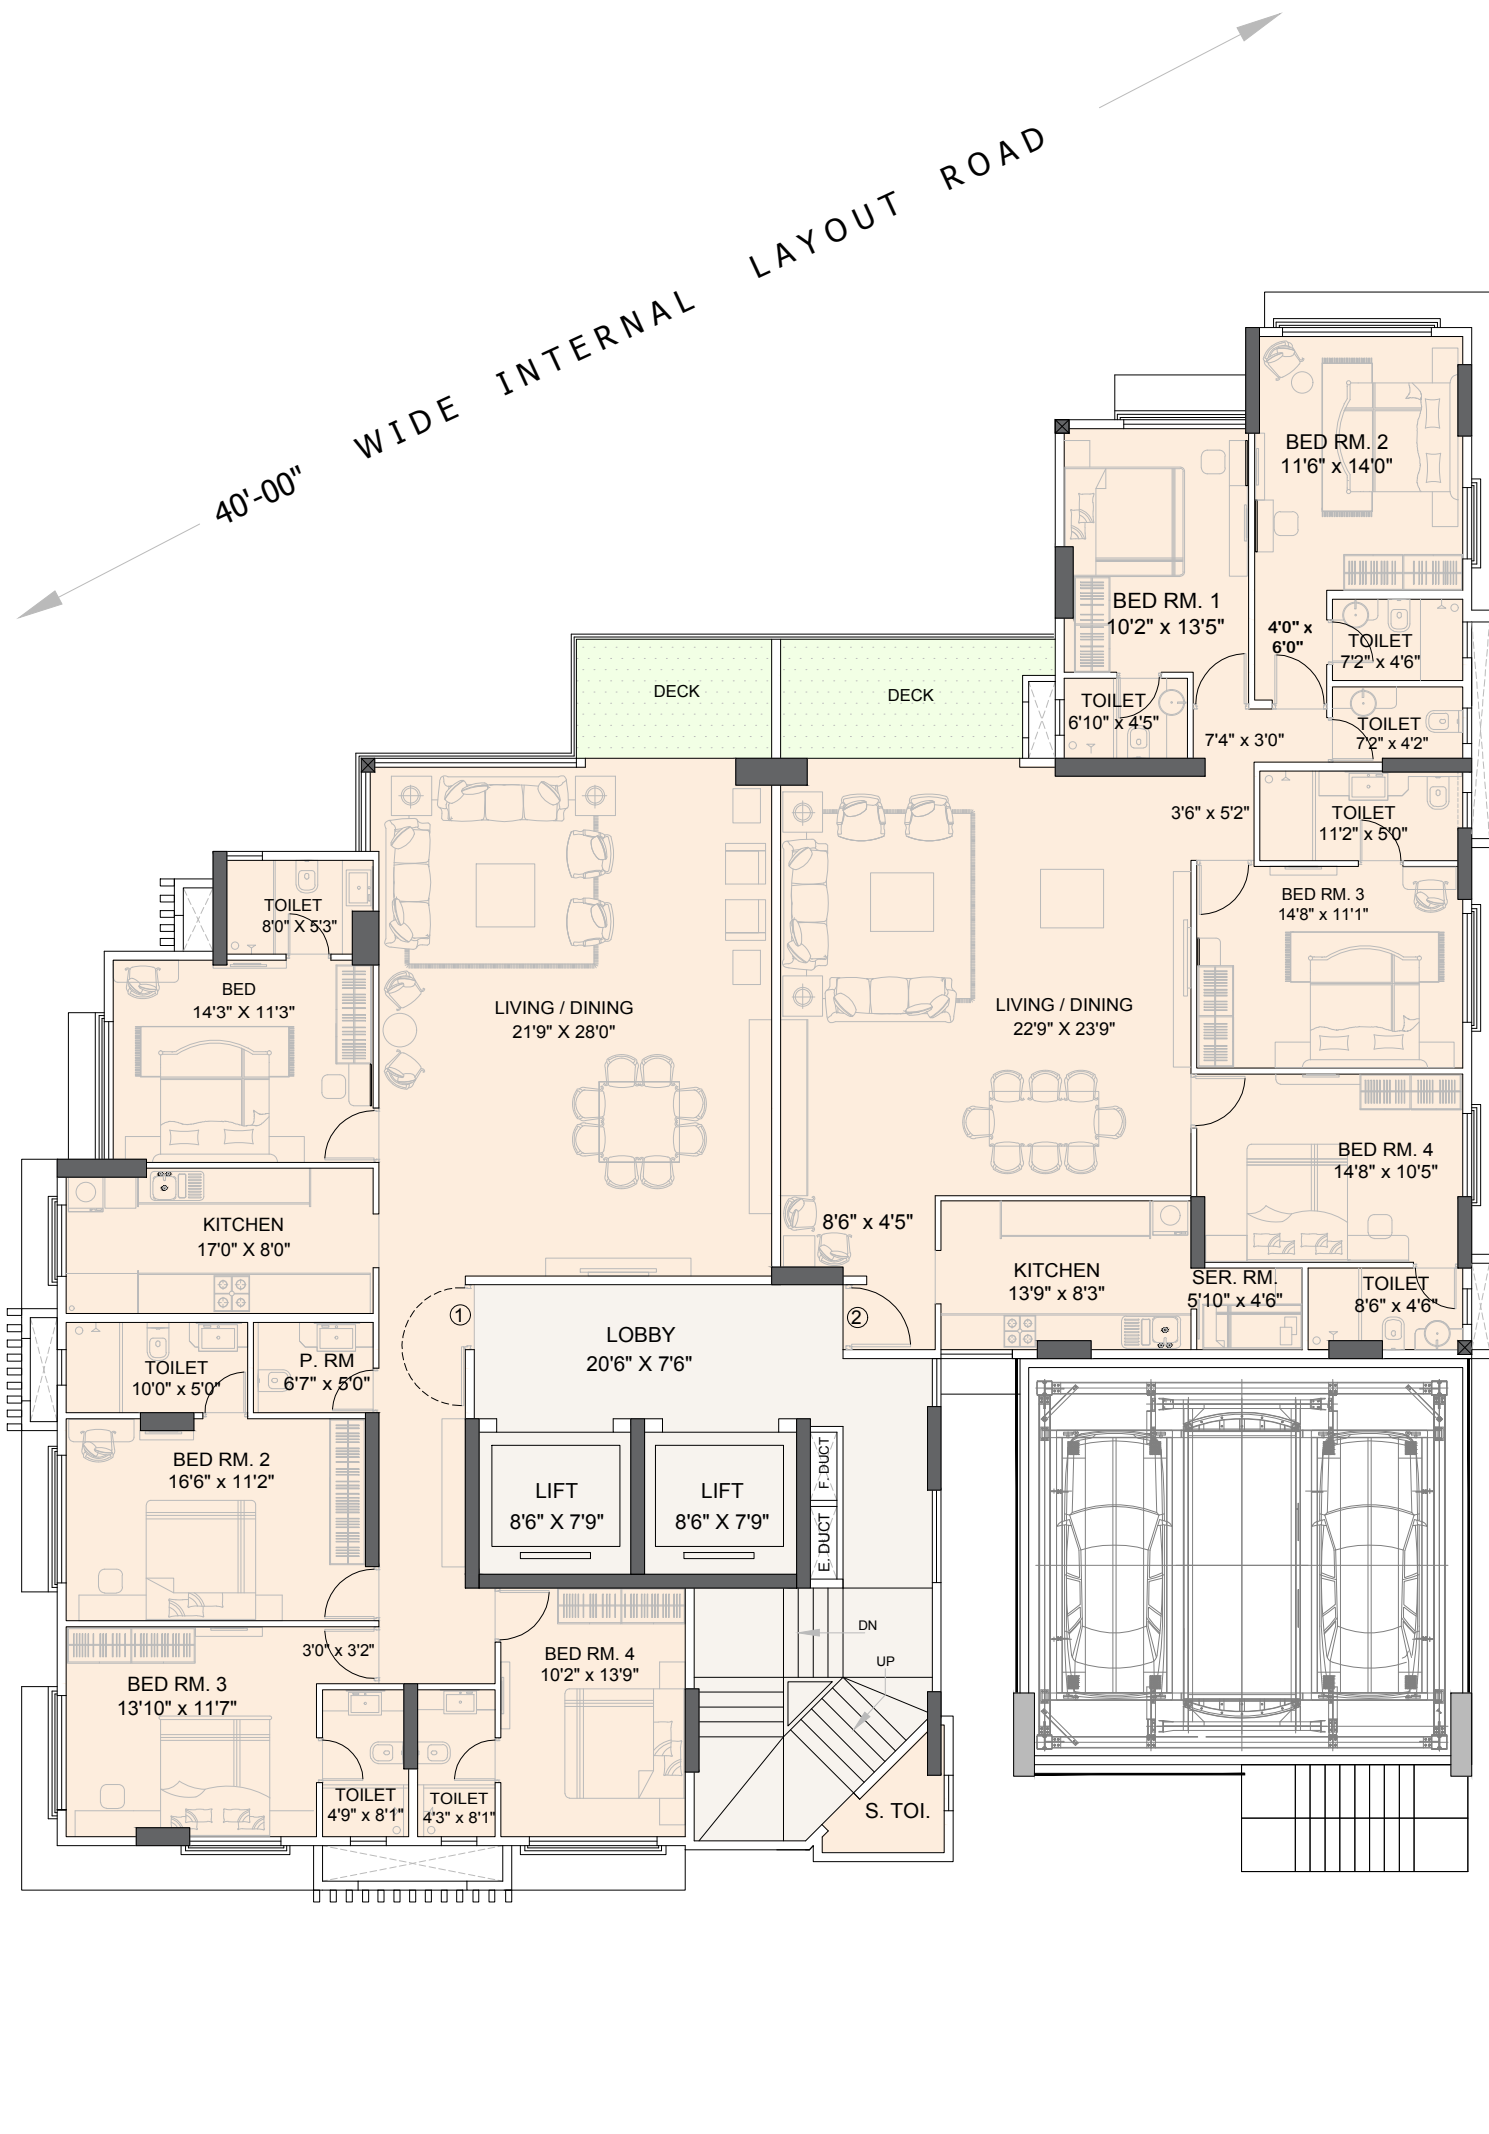 40'-00" WIDE INTERNAL LAYOUT ROAD
BED RM. 2
11'6" x 14'0"
BED RM. 1
10'2" x 13'5"
4'0" x
6'0"
TOILET
7'2" x 4'6"
DECK
DECK
TOILET
6'10" x 4'5"
7'4" x 3'0"
TOILET
7'2" x 4'2"
3'6" x 5'2"
TOILET
11'2" x 5'0"
TOILET
8'0" X 5'3"
BED RM. 3
14'8" x 11'1"
BED
14'3" X 11'3"
LIVING / DINING
21'9" X 28'0"
LIVING / DINING
22'9" X 23'9"
BED RM. 4
14'8" x 10'5"
KITCHEN
17'0" X 8'0"
8'6" x 4'5"
KITCHEN
13'9" x 8'3"
SER. RM.
5'10" x 4'6"
TOILET
8'6" x 4'6"
1
2
LOBBY
20'6" X 7'6"
TOILET
10'0" x 5'0"
P. RM
6'7" x 5'0"
BED RM. 2
16'6" x 11'2"
LIFT
8'6" X 7'9"
LIFT
8'6" X 7'9"
F. DUCT
E. DUCT
DN
UP
3'0" x 3'2"
BED RM. 3
13'10" x 11'7"
BED RM. 4
10'2" x 13'9"
TOILET
4'9" x 8'1"
TOILET
4'3" x 8'1"
S. TOI.